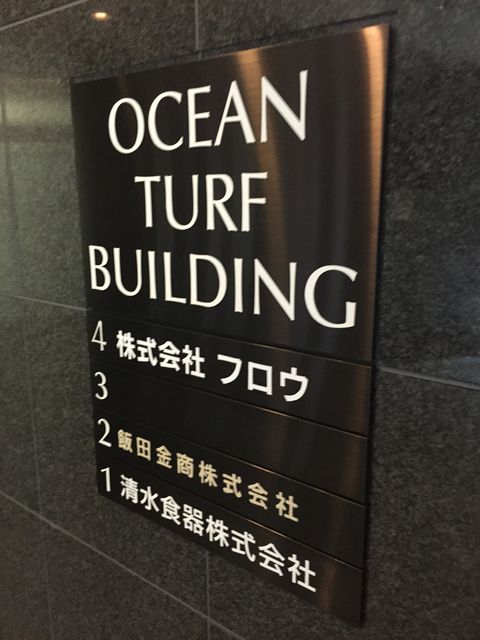 OCEAN
TURF
BUILDING
4 株式会社 フロウ
3
2 飯田金商株式会社
1 清水食器株式会社